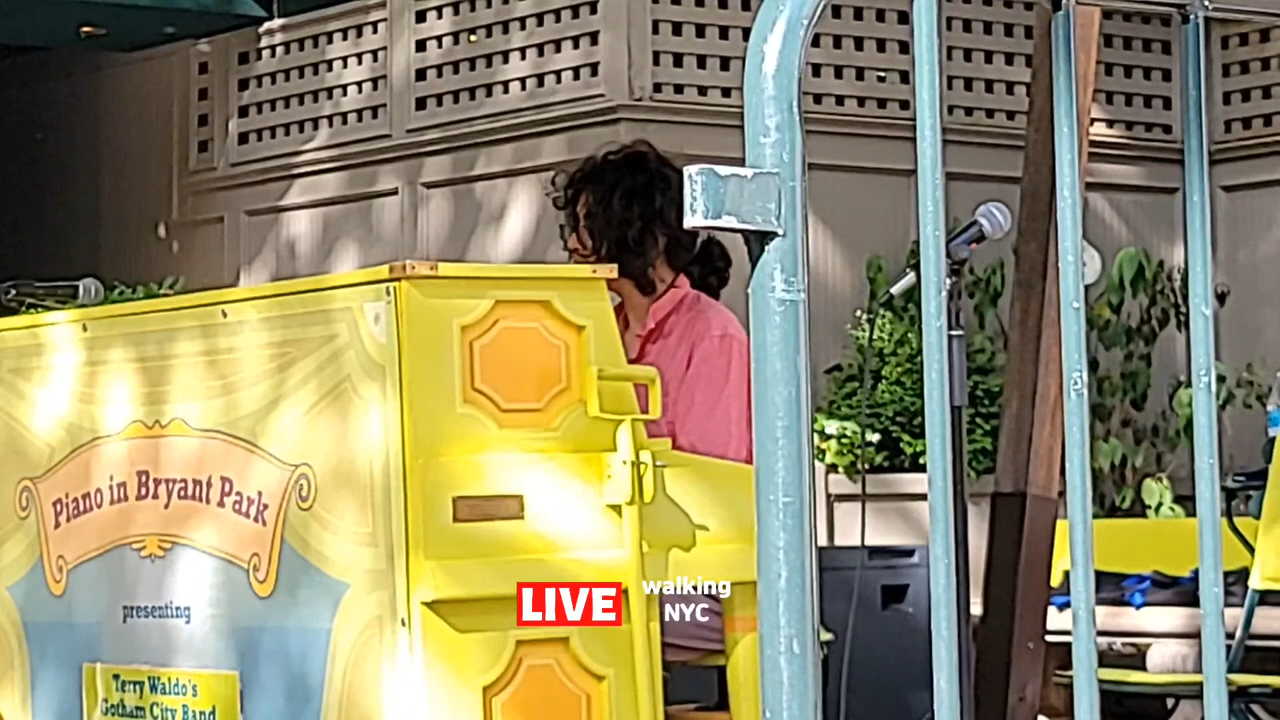 Piano in Bryant Park
presenting
Terry Waldo's
Gotham City Band
LIVE
walking
NYC